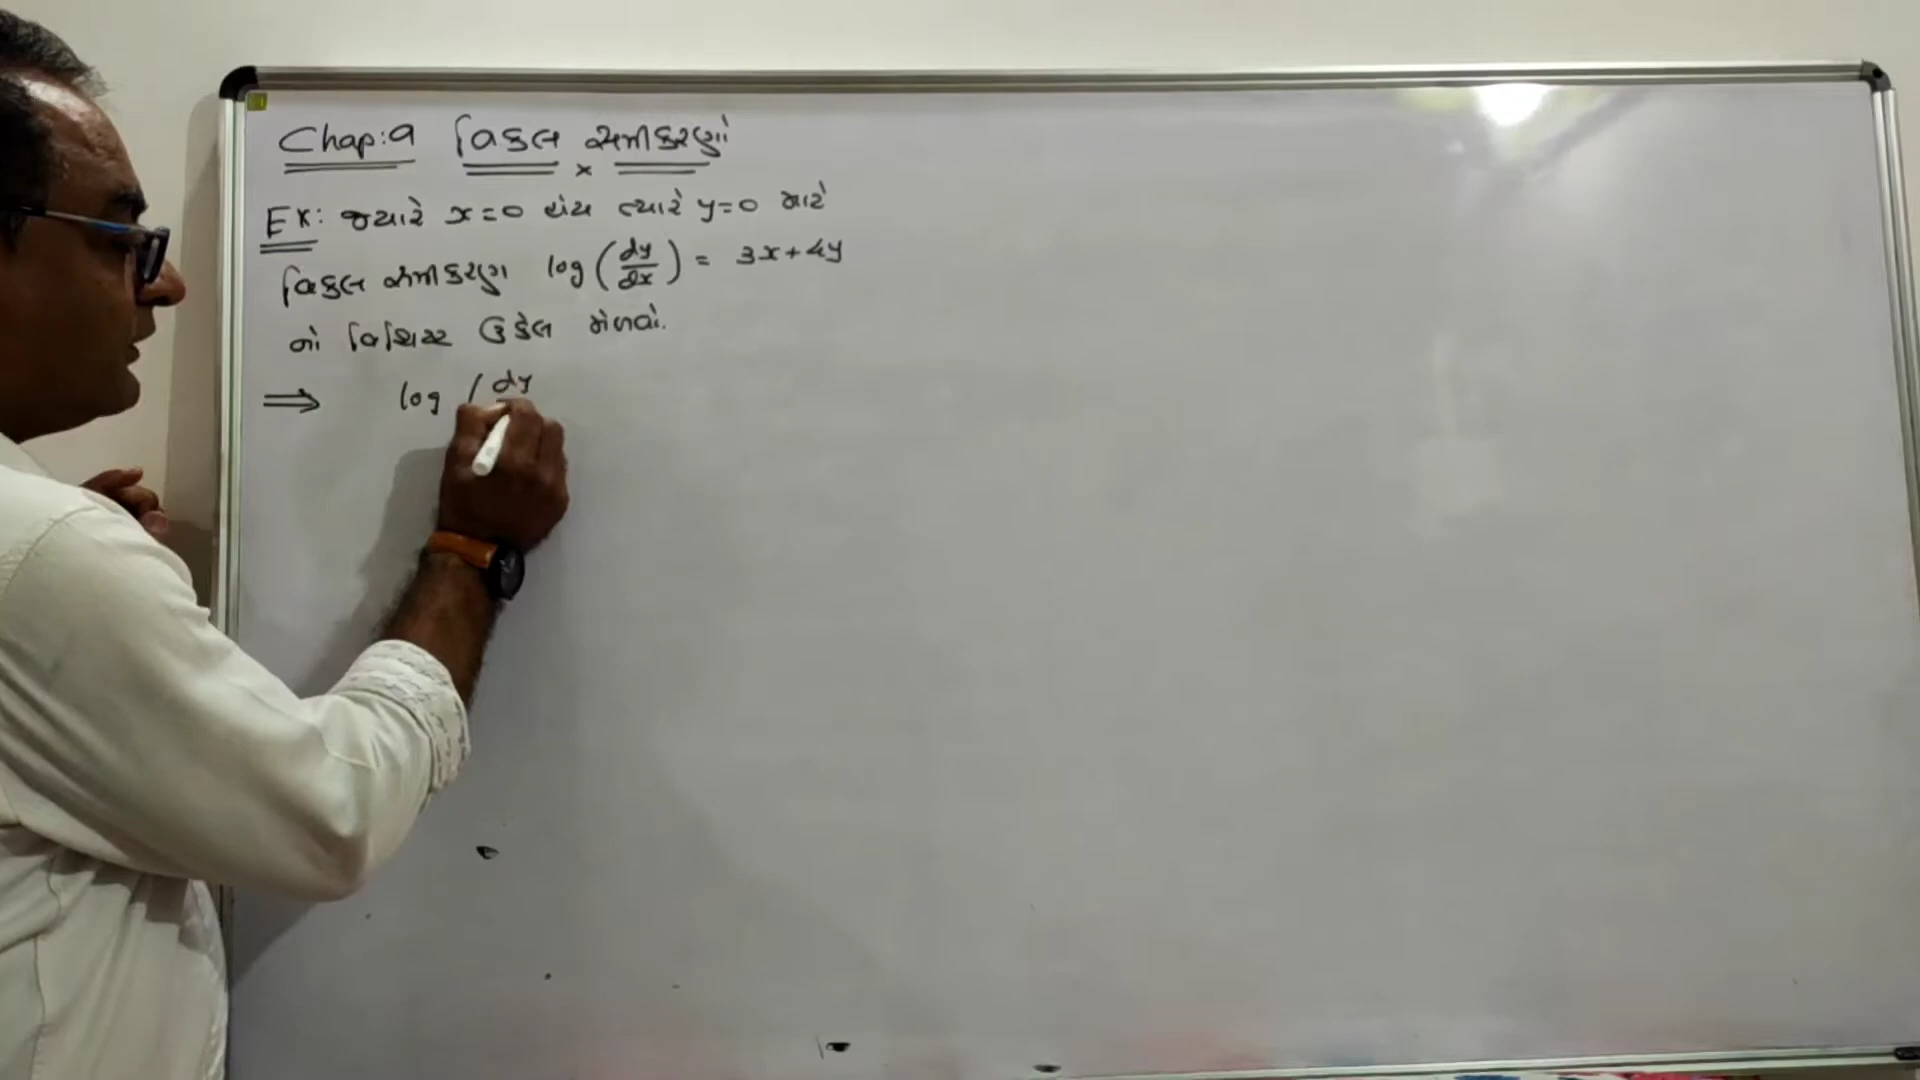 Chap:9 વિકલ સમીકરણો
Ex: જ્યારે x=0 હોય ત્યારે y=0 માટે
વિકલ સમીકરણ log (dy/dx) = 3x+4y
નો વિશિષ્ટ ઉકેલ મેળવો.
⇒ log ( dy